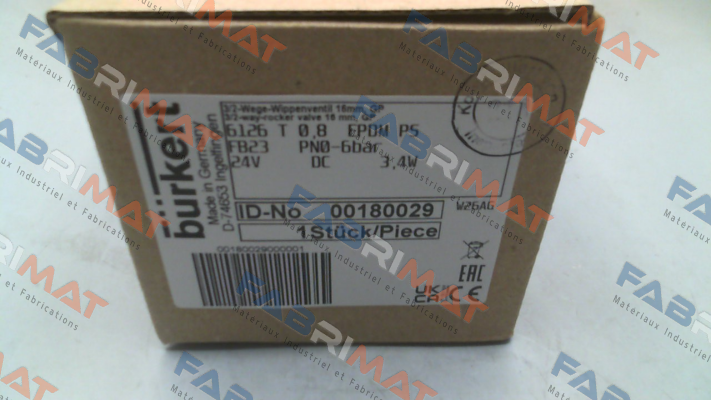 bürkert
Made in Germany
D-74653 Ingelfingen
3/2-Wege-Wippenventil 16mm, GP
3/2-way-rocker valve 16 mm, GP
6126 T 0,8 EPDM PS
FB23 PN0-6bar
24V DC 3,4W
ID-No 00180029
W26AG
1Stück/Piece
00180029000001
EAC
UK
CA
CE
FABRIMAT
Matériaux Industriel et Fabrications